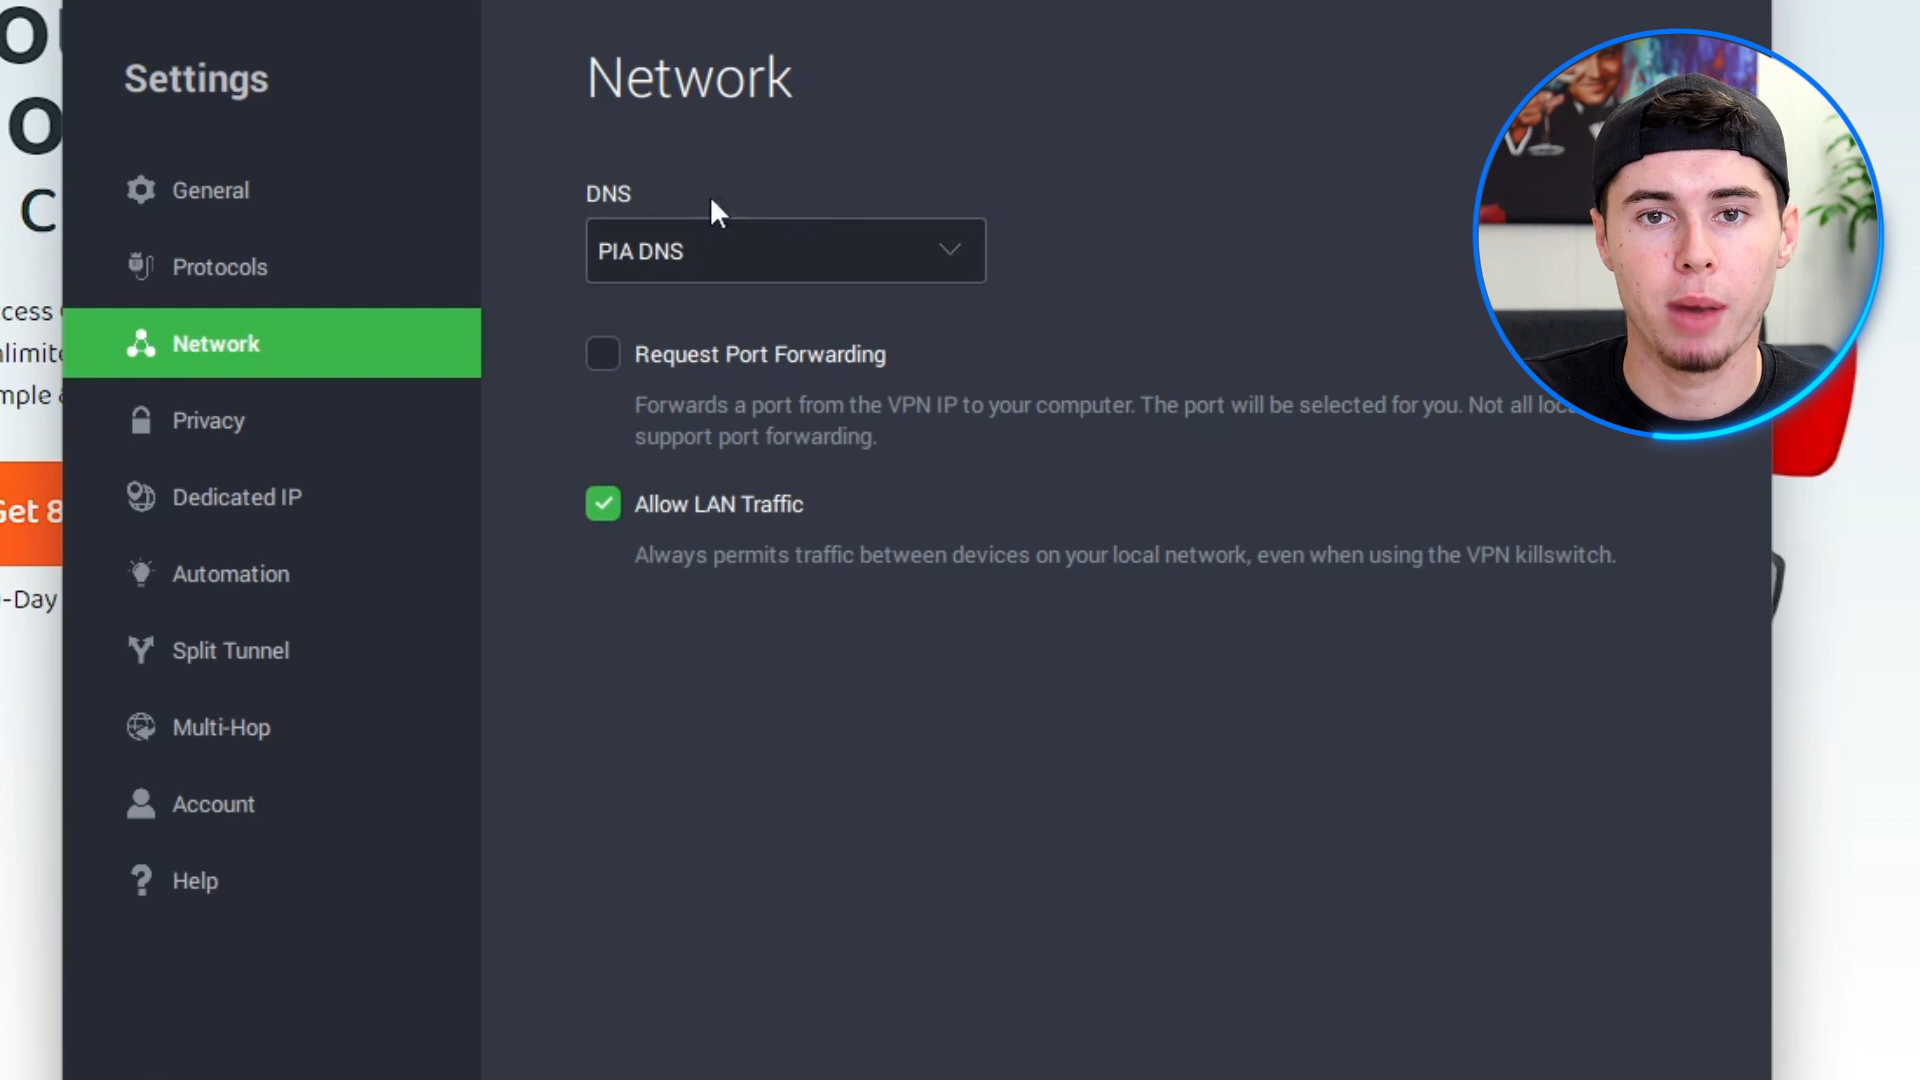 Settings
General
Protocols
Network
Privacy
Dedicated IP
Automation
Split Tunnel
Multi-Hop
Account
Help
Network
DNS
PIA DNS
Request Port Forwarding
Forwards a port from the VPN IP to your computer. The port will be selected for you. Not all
support port forwarding.
Allow LAN Traffic
Always permits traffic between devices on your local network, even when using the VPN killswitch.
Get 8
-Day